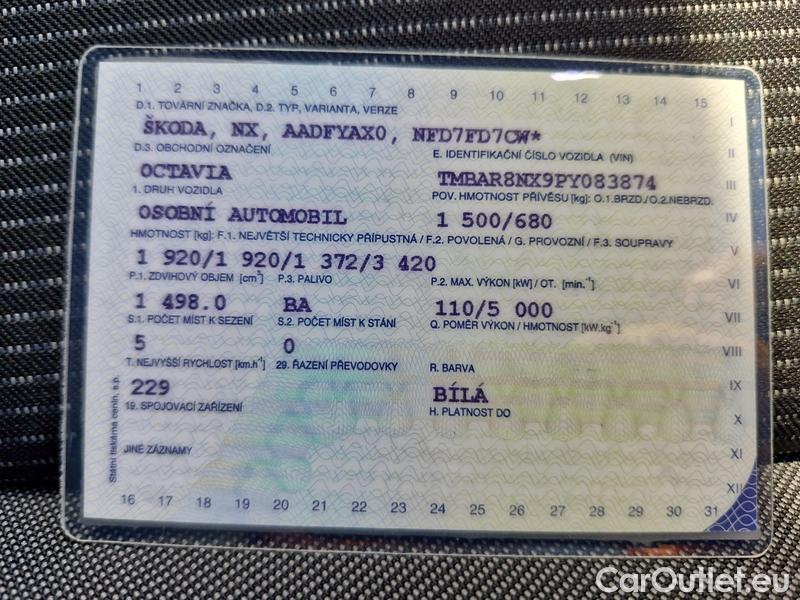 1 2 3 4 5 6 7 8 9 10 11 12 13 14 15
D.1. TOVÁRNÍ ZNAČKA, D.2. TYP, VARIANTA, VERZE I
ŠKODA, NX, AADFYAX0, NFD7FD7CW*
D.3. OBCHODNÍ OZNAČENÍ E. IDENTIFIKAČNÍ ČÍSLO VOZIDLA (VIN) II
OCTAVIA TMBAR8NX9PY083874
1. DRUH VOZIDLA POV. HMOTNOST PŘÍVĚSU [kg]: O.1.BRZD./O.2.NEBRZD. III
OSOBNÍ AUTOMOBIL 1 500/680 IV
HMOTNOST [kg]: F.1. NEJVĚTŠÍ TECHNICKY PŘÍPUSTNÁ / F.2. POVOLENÁ / G. PROVOZNÍ / F.3. SOUPRAVY
1 920/1 920/1 372/3 420 V
P.1. ZDVIHOVÝ OBJEM [cm³] P.3. PALIVO P.2. MAX. VÝKON [kW] / OT. [min.⁻¹] VI
1 498.0 BA 110/5 000
S.1. POČET MÍST K SEZENÍ S.2. POČET MÍST K STÁNÍ Q. POMĚR VÝKON / HMOTNOST [kW.kg⁻¹] VII
5 0 VIII
T. NEJVYŠŠÍ RYCHLOST [km.h⁻¹] 29. ŘAZENÍ PŘEVODOVKY R. BARVA
229 BÍLÁ IX
19. SPOJOVACÍ ZAŘÍZENÍ H. PLATNOST DO X
JINÉ ZÁZNAMY XI
XII
16 17 18 19 20 21 22 23 24 25 26 27 28 29 30 31
Státní tiskárna cenin, s.p.
CarOutlet.eu